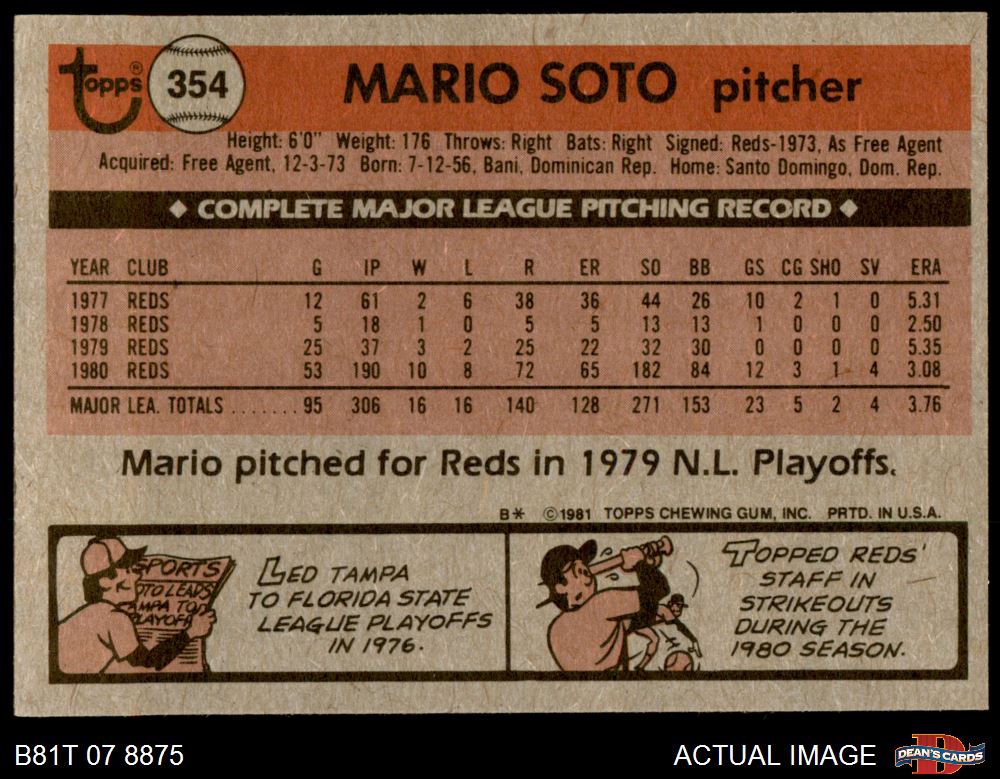 topps® 354 MARIO SOTO pitcher
Height: 6'0" Weight: 176 Throws: Right Bats: Right Signed: Reds-1973, As Free Agent
Acquired: Free Agent, 12-3-73 Born: 7-12-56, Bani, Dominican Rep. Home: Santo Domingo, Dom. Rep.
◆ COMPLETE MAJOR LEAGUE PITCHING RECORD ◆
YEAR CLUB G IP W L R ER SO BB GS CG SHO SV ERA
1977 REDS 12 61 2 6 38 36 44 26 10 2 1 0 5.31
1978 REDS 5 18 1 0 5 5 13 13 1 0 0 0 2.50
1979 REDS 25 37 3 2 25 22 32 30 0 0 0 0 5.35
1980 REDS 53 190 10 8 72 65 182 84 12 3 1 4 3.08
MAJOR LEA. TOTALS ....... 95 306 16 16 140 128 271 153 23 5 2 4 3.76
Mario pitched for Reds in 1979 N.L. Playoffs.
B* ©1981 TOPPS CHEWING GUM, INC. PRTD. IN U.S.A.
SPORTS
OTO LEADS
AMPA TO
PLAYOFF
LED TAMPA
TO FLORIDA STATE
LEAGUE PLAYOFFS
IN 1976.
TOPPED REDS'
STAFF IN
STRIKEOUTS
DURING THE
1980 SEASON.
B81T 07 8875 ACTUAL IMAGE DEAN'S CARDS